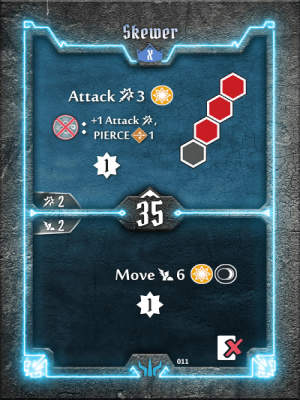 Skewer
X
Attack 3
+1 Attack ,
PIERCE 1
1
2
35
2
Move 6
1
011